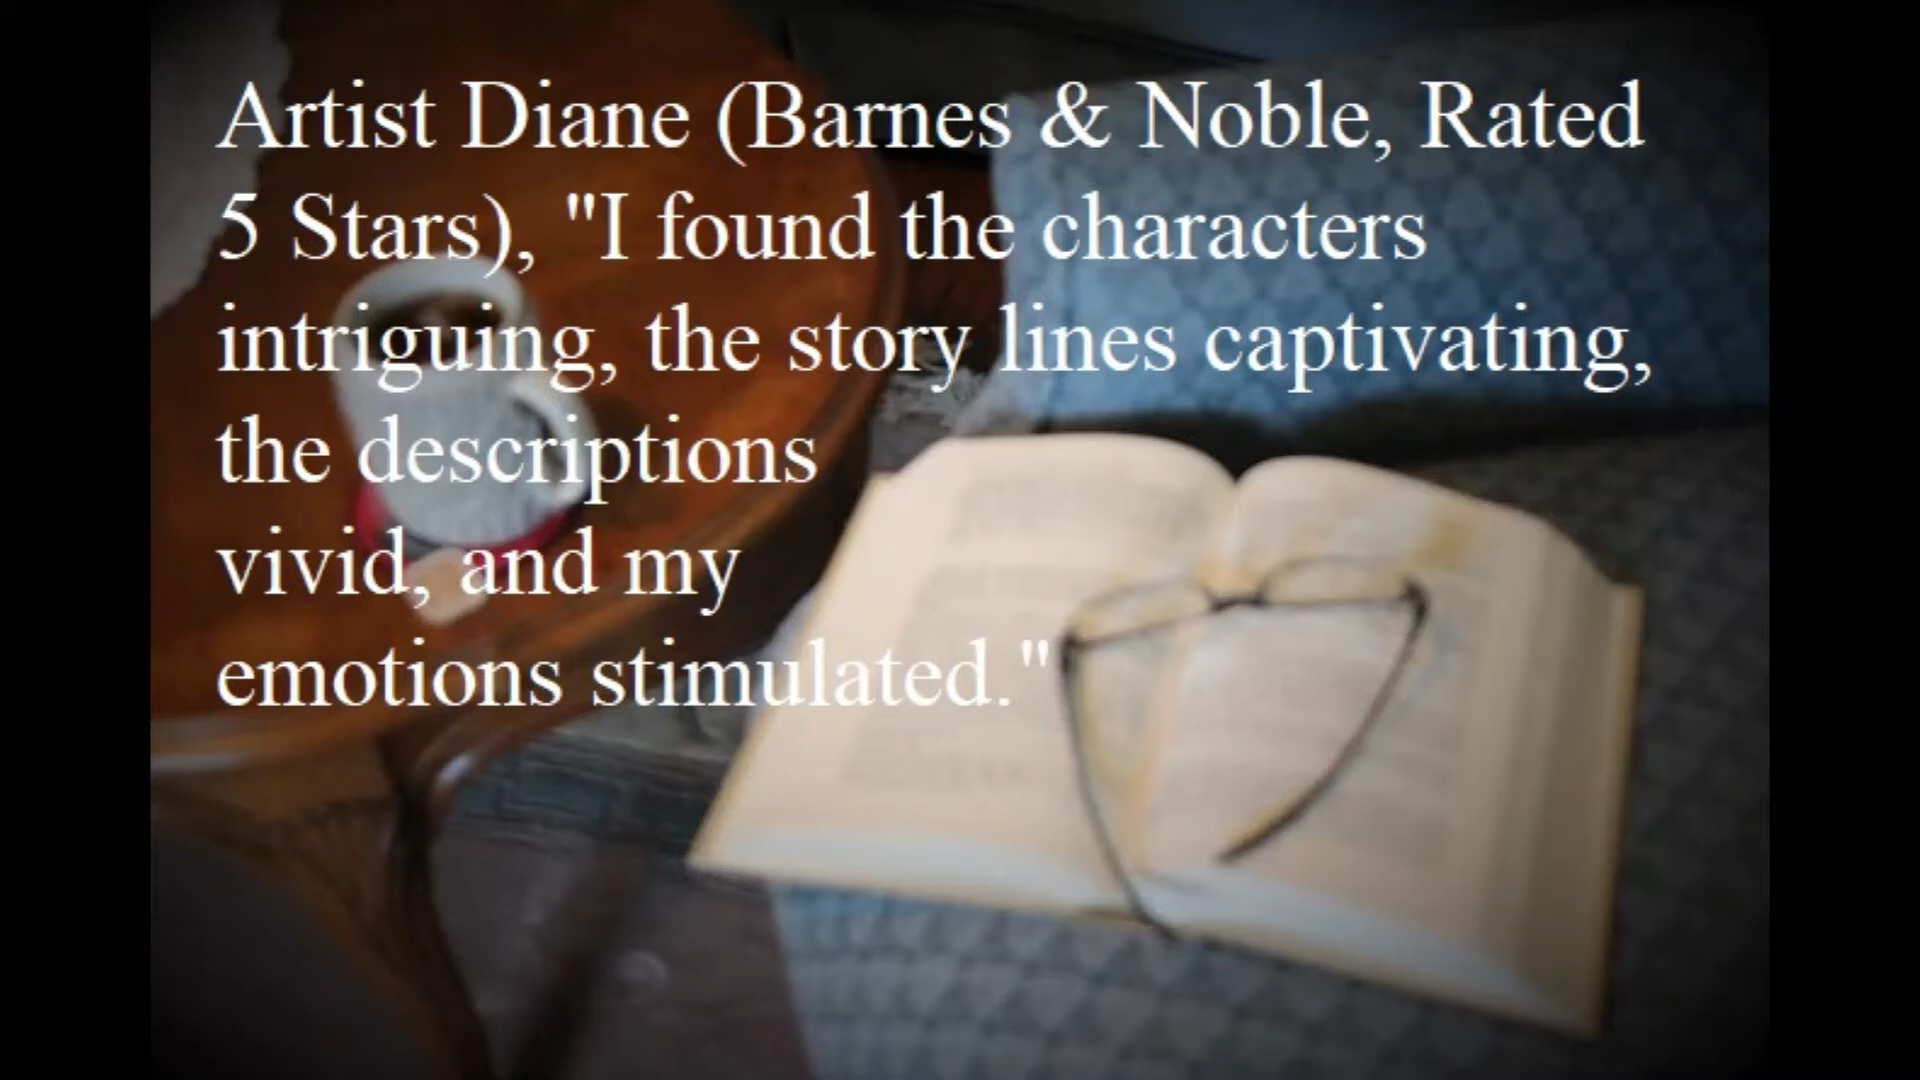 Artist Diane (Barnes & Noble, Rated
5 Stars), "I found the characters
intriguing, the story lines captivating,
the descriptions
vivid, and my
emotions stimulated."